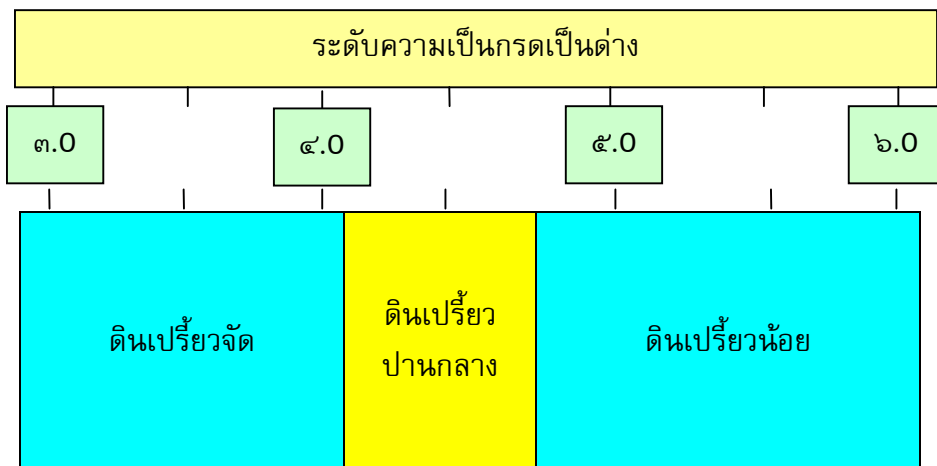 ระดับความเป็นกรดเป็นด่าง
๓.0 ๔.0 ๕.0 ๖.0
ดินเปรี้ยวจัด
ดินเปรี้ยว
ปานกลาง
ดินเปรี้ยวน้อย